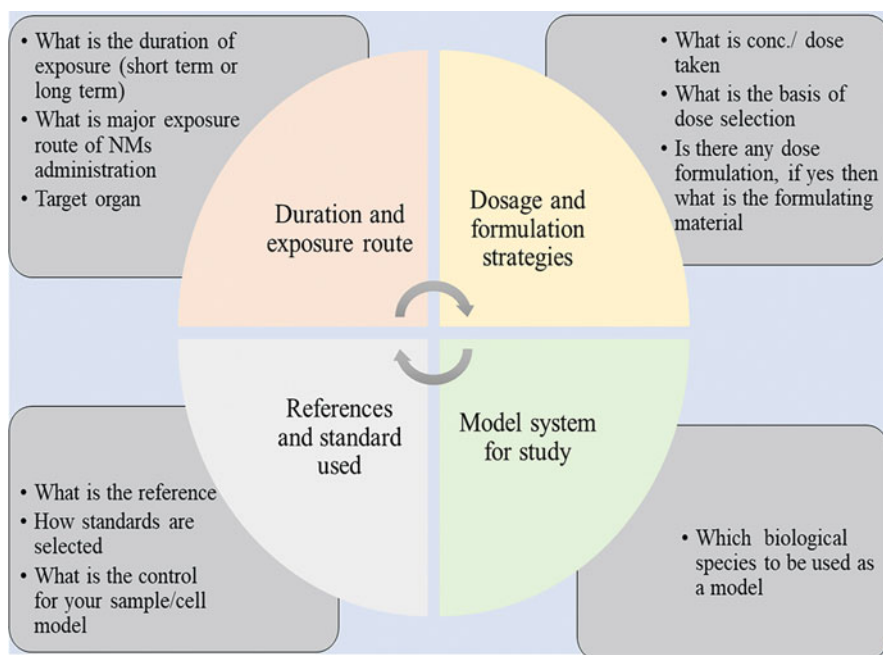 • What is the duration of
exposure (short term or
long term)
• What is major exposure
route of NMs
administration
• Target organ
• What is conc./ dose
taken
• What is the basis of
dose selection
• Is there any dose
formulation, if yes then
what is the formulating
material
Duration and
exposure route
Dosage and
formulation
strategies
References
and standard
used
Model system
for study
• What is the reference
• How standards are
selected
• What is the control
for your sample/cell
model
• Which biological
species to be used as
a model